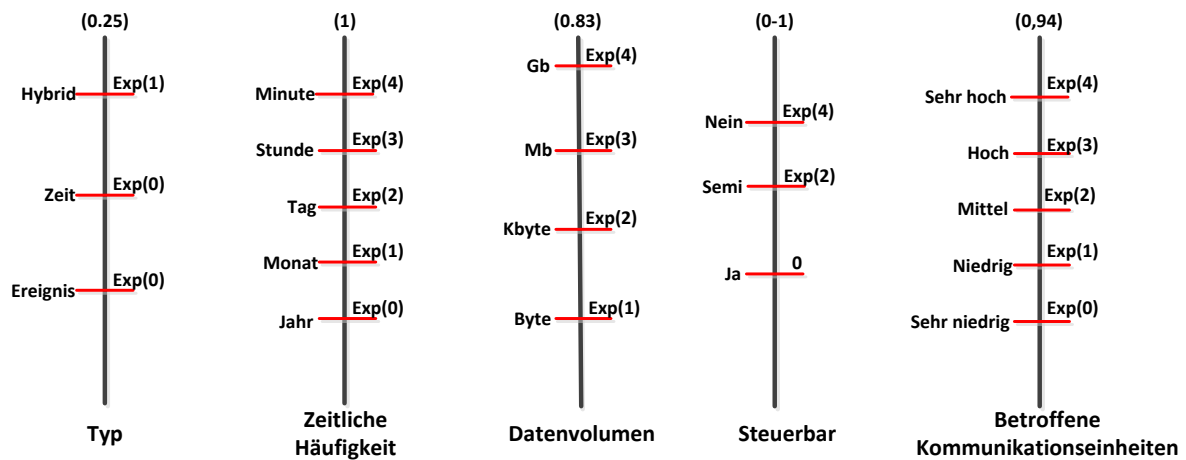 (0.25)
Hybrid
Exp(1)
Zeit
Exp(0)
Ereignis
Exp(0)
Typ
(1)
Minute
Exp(4)
Stunde
Exp(3)
Tag
Exp(2)
Monat
Exp(1)
Jahr
Exp(0)
Zeitliche
Häufigkeit
(0.83)
Gb
Exp(4)
Mb
Exp(3)
Kbyte
Exp(2)
Byte
Exp(1)
Datenvolumen
(0-1)
Nein
Exp(4)
Semi
Exp(2)
Ja
0
Steuerbar
(0,94)
Sehr hoch
Exp(4)
Hoch
Exp(3)
Mittel
Exp(2)
Niedrig
Exp(1)
Sehr niedrig
Exp(0)
Betroffene
Kommunikationseinheiten